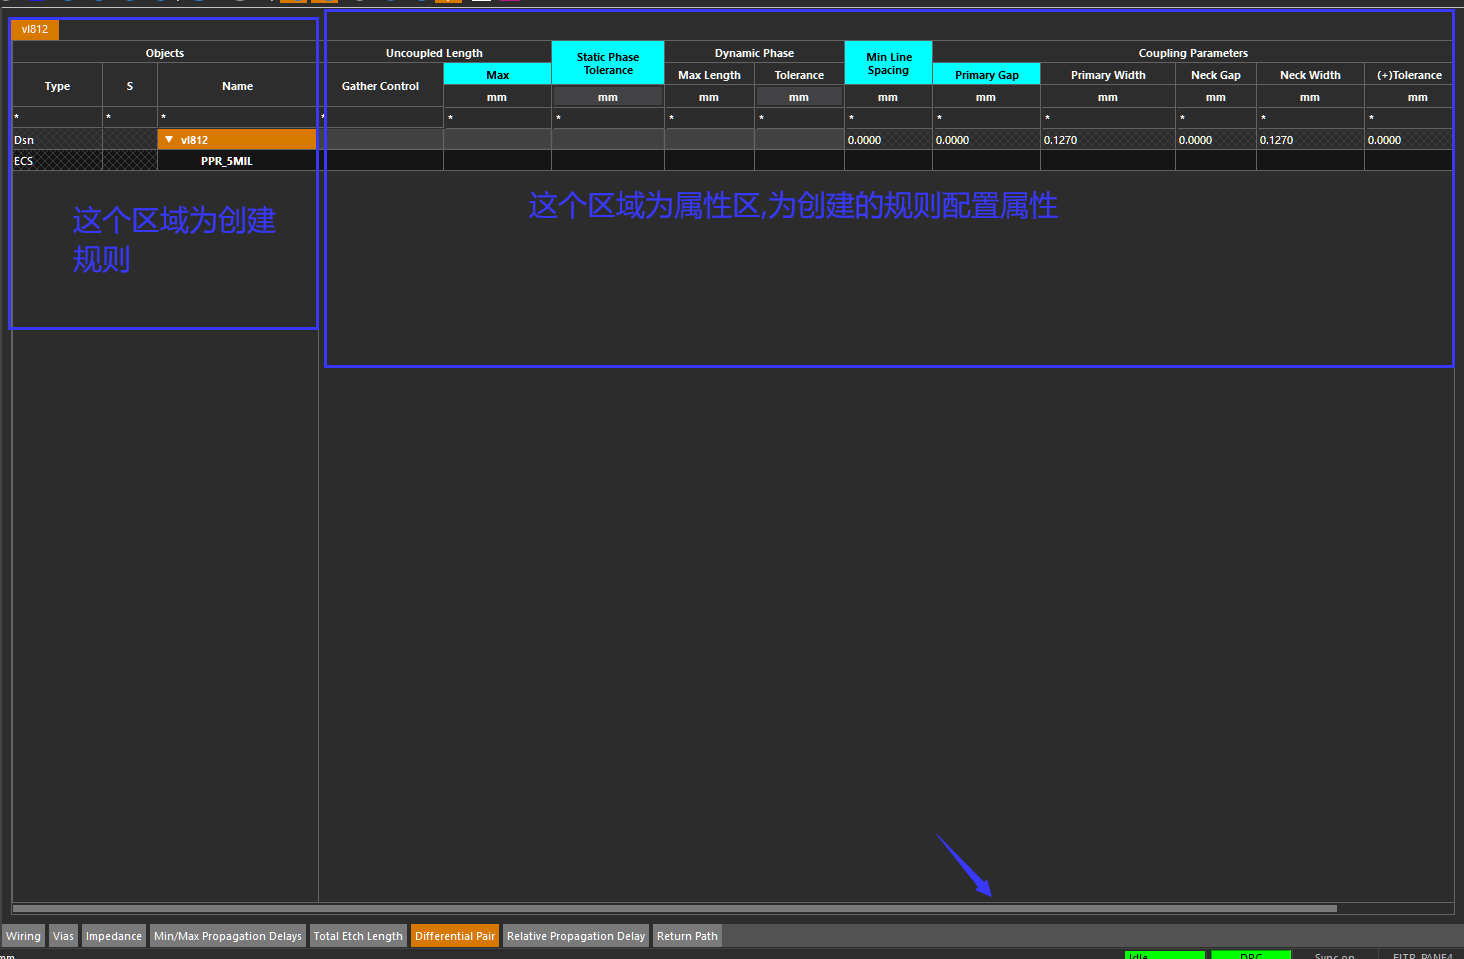 vl812
Objects
Uncoupled Length
Static Phase
Tolerance
Dynamic Phase
Min Line
Spacing
Coupling Parameters
Type
S
Name
Gather Control
Max
Max Length
Tolerance
Primary Gap
Primary Width
Neck Gap
Neck Width
(+)Tolerance
mm mm mm mm mm mm mm mm mm mm
* * * * * * * * * * * * * *
Dsn ▼ vl812 0.0000 0.0000 0.1270 0.0000 0.1270 0.0000
ECS PPR_5MIL
这个区域为创建
规则
这个区域为属性区,为创建的规则配置属性
Wiring
Vias
Impedance
Min/Max Propagation Delays
Total Etch Length
Differential Pair
Relative Propagation Delay
Return Path
mm
Idle
DRC
Sync on